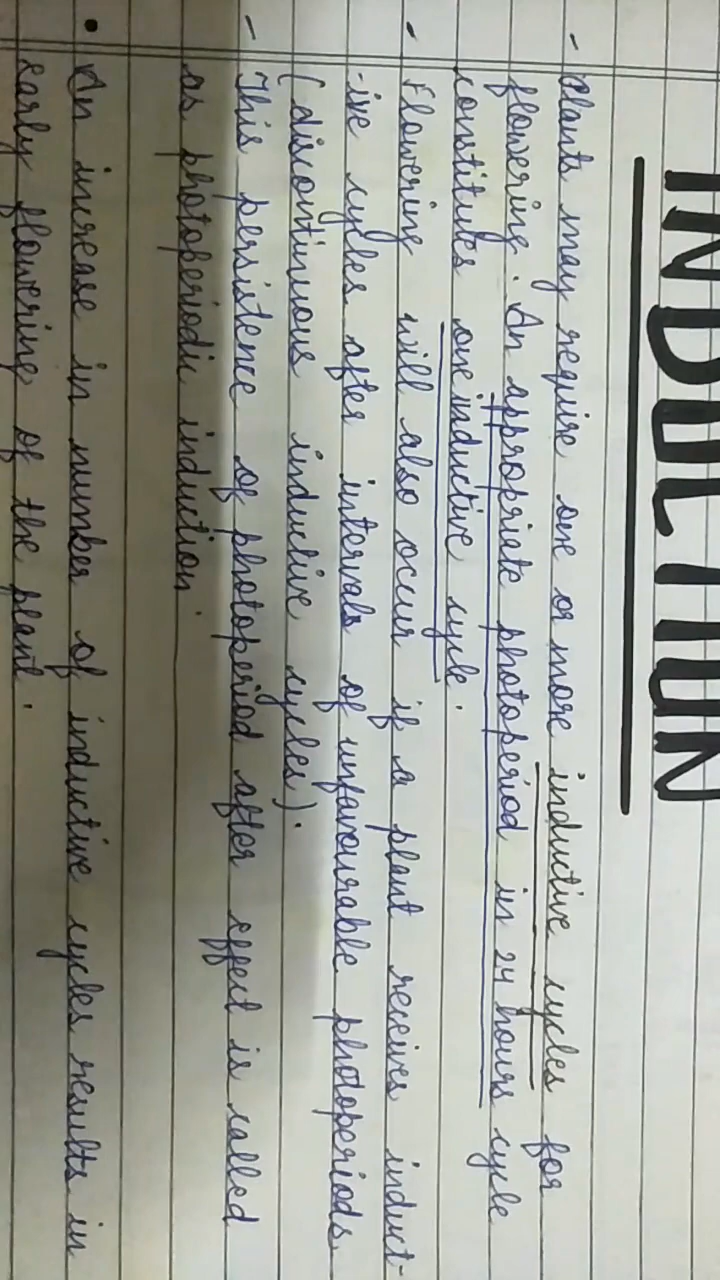 INDUCTION
- Plants may require one or more inductive cycles for
flowering. An appropriate photoperiod in 24 hours cycle
constitutes one inductive cycle.
- Flowering will also occur if a plant receives induct-
-ive cycles after intervals of unfavourable photoperiods
(discontinuous inductive cycles).
- This persistence of photoperiod after effect is called
as photoperiodic induction.
• An increase in number of inductive cycles results in
early flowering of the plant.